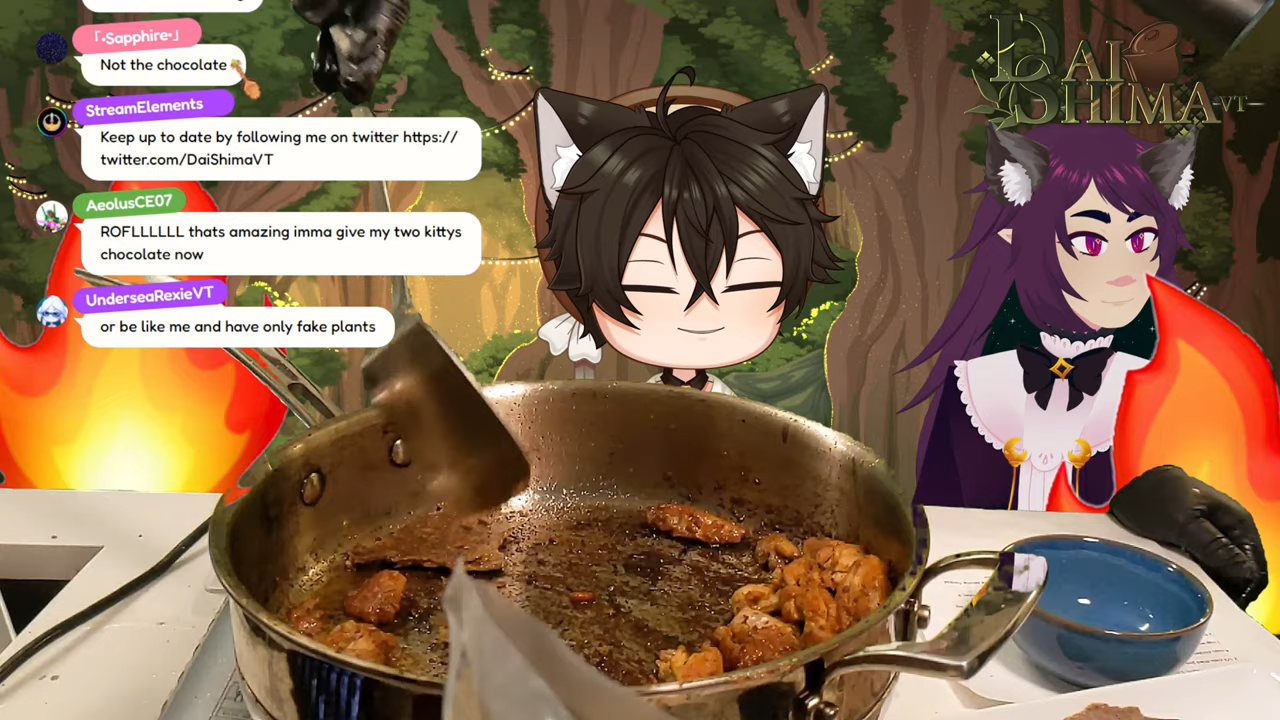 「•Sapphire•」
Not the chocolate
StreamElements
Keep up to date by following me on twitter https://
twitter.com/DaiShimaVT
AeolusCE07
ROFLLLLLL thats amazing imma give my two kittys
chocolate now
UnderseaRexieVT
or be like me and have only fake plants
DAI
SHIMA-VT-